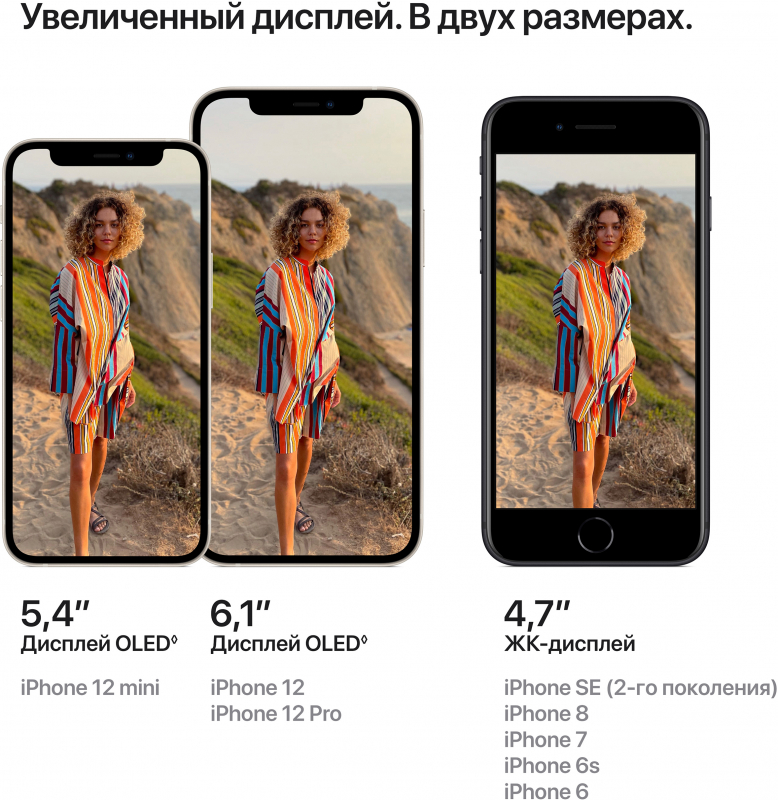 Увеличенный дисплей. В двух размерах.
5,4″
Дисплей OLED◊
iPhone 12 mini
6,1″
Дисплей OLED◊
iPhone 12
iPhone 12 Pro
4,7″
ЖК-дисплей
iPhone SE (2-го поколения)
iPhone 8
iPhone 7
iPhone 6s
iPhone 6